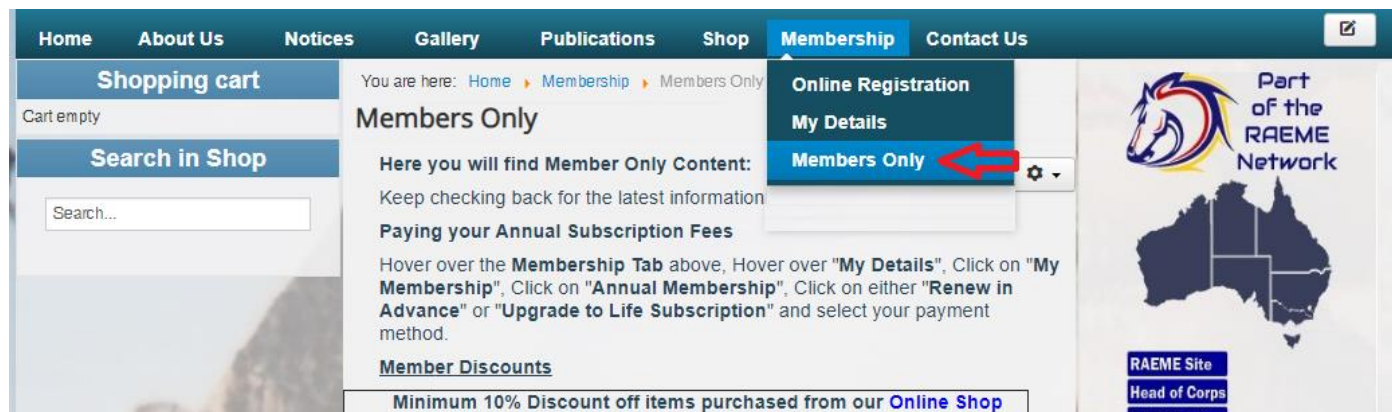 Home About Us Notices Gallery Publications Shop Membership Contact Us
Shopping cart
Cart empty
Search in Shop
Search...
You are here: Home Membership Members Only
Members Only
Here you will find Member Only Content:
Keep checking back for the latest information
Paying your Annual Subscription Fees
Hover over the Membership Tab above, Hover over "My Details", Click on "My
Membership", Click on "Annual Membership", Click on either "Renew in
Advance" or "Upgrade to Life Subscription" and select your payment
method.
Member Discounts
Minimum 10% Discount off items purchased from our Online Shop
Online Registration
My Details
Members Only
Part
of the
RAEME
Network
RAEME Site
Head of Corps